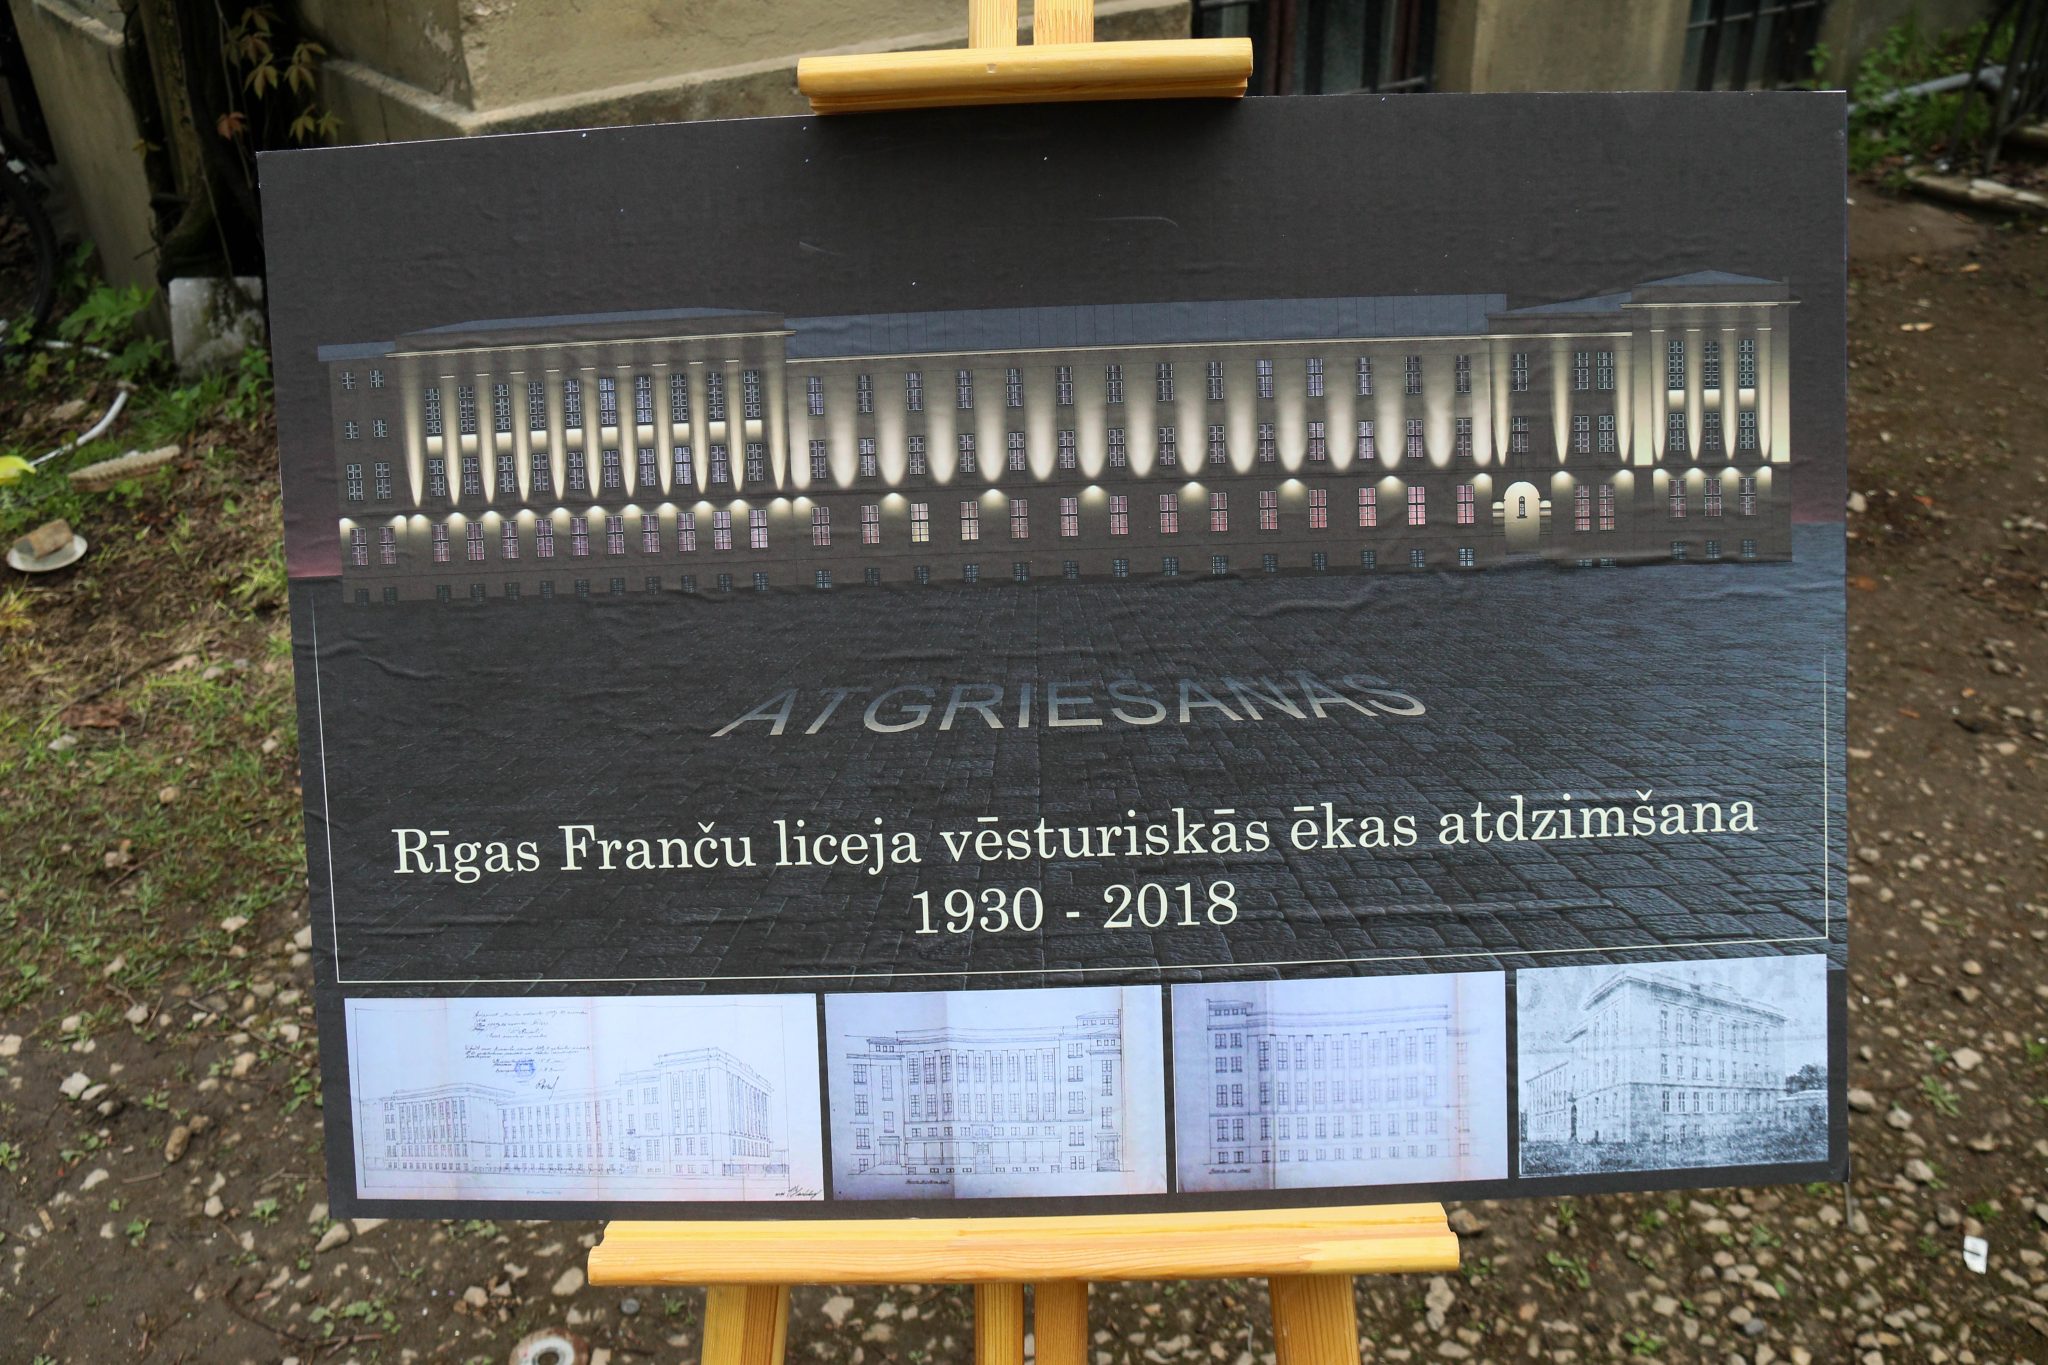 ATGRIEŠANĀS
Rīgas Franču liceja vēsturiskās ēkas atdzimšana
1930 - 2018